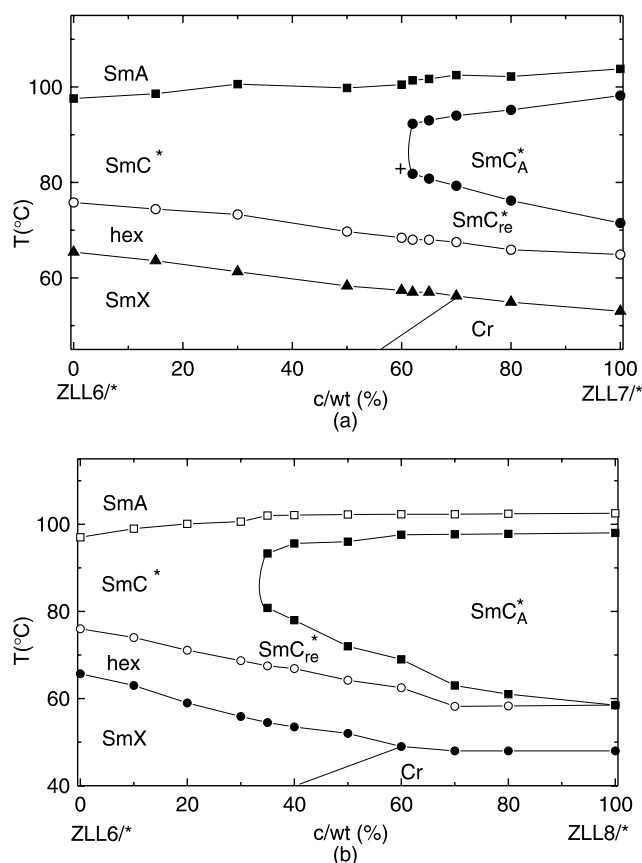 100
80
60
T(°C)
SmA
SmC*
SmC*A
SmC*re
hex
SmX
Cr
0 20 40 60 80 100
ZLL6/* c/wt (%) ZLL7/*
(a)
100
80
60
40
T(°C)
SmA
SmC*
SmC*A
SmC*re
hex
SmX
Cr
0 20 40 60 80 100
ZLL6/* c/wt (%) ZLL8/*
(b)